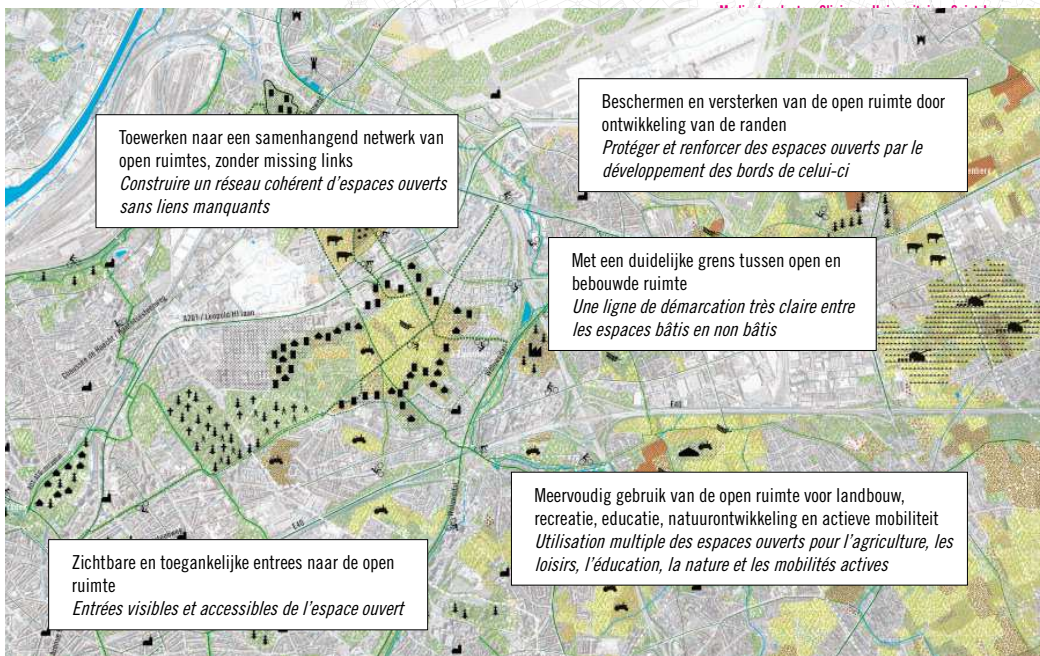 Toewerken naar een samenhangend netwerk van
open ruimtes, zonder missing links
Construire un réseau cohérent d'espaces ouverts
sans liens manquants
Beschermen en versterken van de open ruimte door
ontwikkeling van de randen
Protéger et renforcer des espaces ouverts par le
développement des bords de celui-ci
Met een duidelijke grens tussen open en
bebouwde ruimte
Une ligne de démarcation très claire entre
les espaces bâtis en non bâtis
A201 / Leopold III laan
E40
Meervoudig gebruik van de open ruimte voor landbouw,
recreatie, educatie, natuurontwikkeling en actieve mobiliteit
Utilisation multiple des espaces ouverts pour l'agriculture, les
loisirs, l'éducation, la nature et les mobilités actives
E40
Zichtbare en toegankelijke entrees naar de open
ruimte
Entrées visibles et accessibles de l'espace ouvert